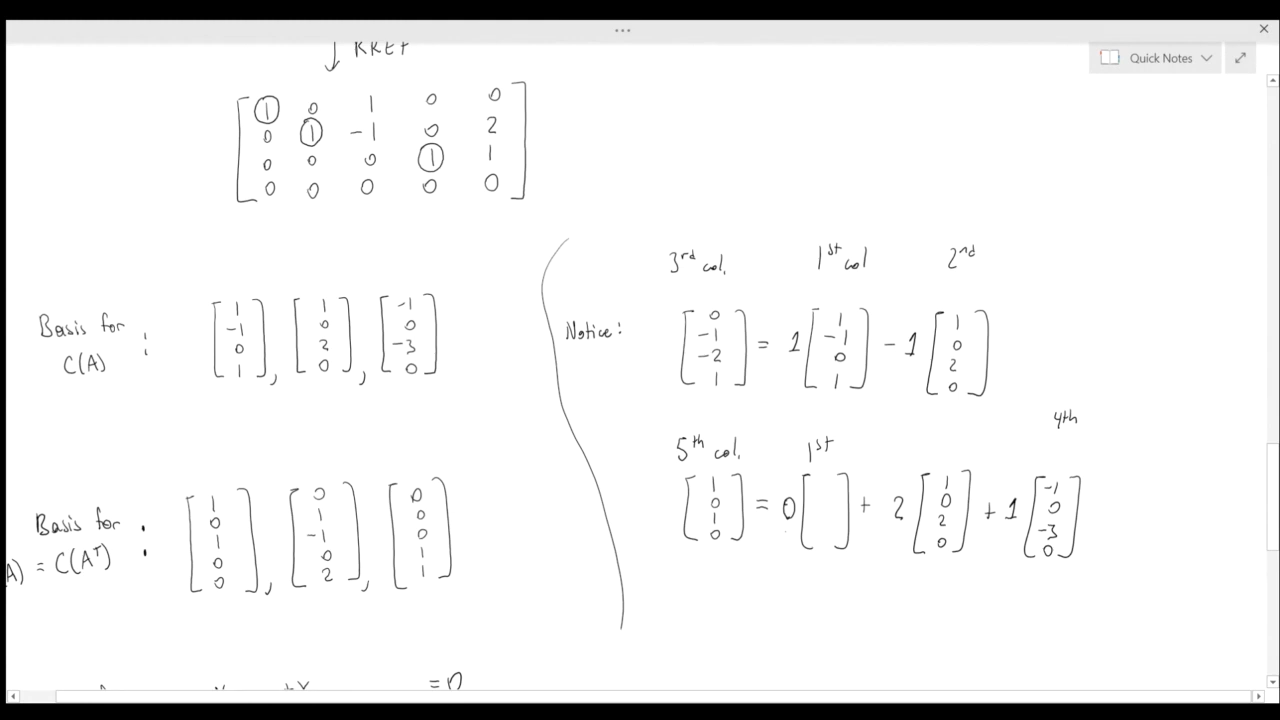 Quick Notes
↓ RREF
[ 1 0 1 0 0
0 1 -1 0 2
0 0 0 1 1
0 0 0 0 0 ]
3rd col. 1st col 2nd
Basis for C(A) : [1 -1 0 1], [1 0 2 0], [-1 0 -3 0]
Notice: [0 -1 -2 1] = 1 [1 -1 0 1] - 1 [1 0 2 0]
5th col. 1st 4th
[1 0 1 0] = 0 [ ] + 2 [1 0 2 0] + 1 [-1 0 -3 0]
Basis for : [1 0 1 0 0], [0 1 -1 0 2], [0 0 0 1 1]
A) = C(Aᵀ)
= 0